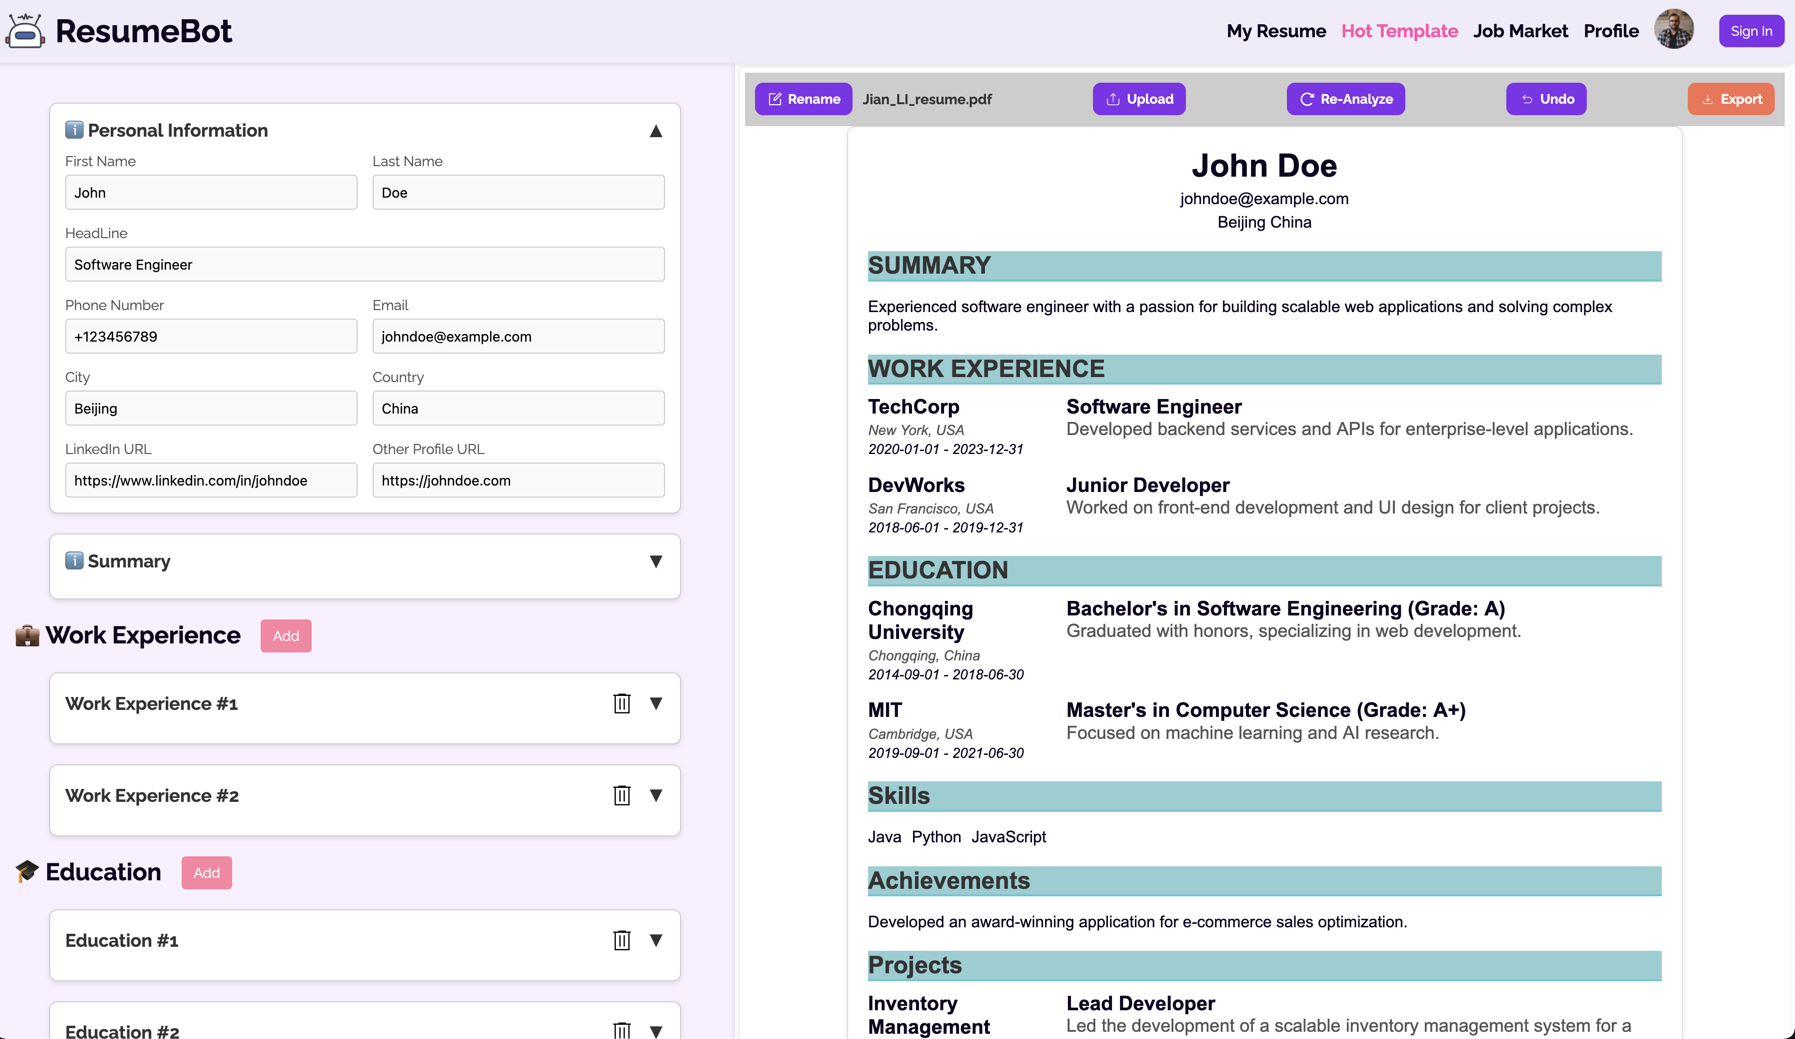 ResumeBot
My Resume Hot Template Job Market Profile Sign In
Personal Information ▲
First Name Last Name
John Doe
HeadLine
Software Engineer
Phone Number Email
+123456789 johndoe@example.com
City Country
Beijing China
LinkedIn URL Other Profile URL
https://www.linkedin.com/in/johndoe https://johndoe.com
Summary ▼
Work Experience Add
Work Experience #1 ▼
Work Experience #2 ▼
Education Add
Education #1 ▼
Education #2 ▼
Rename Jian_LI_resume.pdf Upload Re-Analyze Undo Export
John Doe
johndoe@example.com
Beijing China
SUMMARY
Experienced software engineer with a passion for building scalable web applications and solving complex
problems.
WORK EXPERIENCE
TechCorp
New York, USA
2020-01-01 - 2023-12-31
Software Engineer
Developed backend services and APIs for enterprise-level applications.
DevWorks
San Francisco, USA
2018-06-01 - 2019-12-31
Junior Developer
Worked on front-end development and UI design for client projects.
EDUCATION
Chongqing
University
Chongqing, China
2014-09-01 - 2018-06-30
Bachelor's in Software Engineering (Grade: A)
Graduated with honors, specializing in web development.
MIT
Cambridge, USA
2019-09-01 - 2021-06-30
Master's in Computer Science (Grade: A+)
Focused on machine learning and AI research.
Skills
Java Python JavaScript
Achievements
Developed an award-winning application for e-commerce sales optimization.
Projects
Inventory
Management
Lead Developer
Led the development of a scalable inventory management system for a